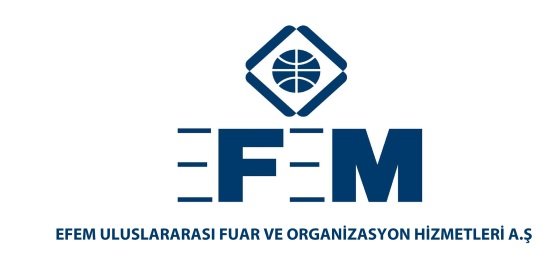 EFEM
EFEM ULUSLARARASI FUAR VE ORGANİZASYON HİZMETLERİ A.Ş